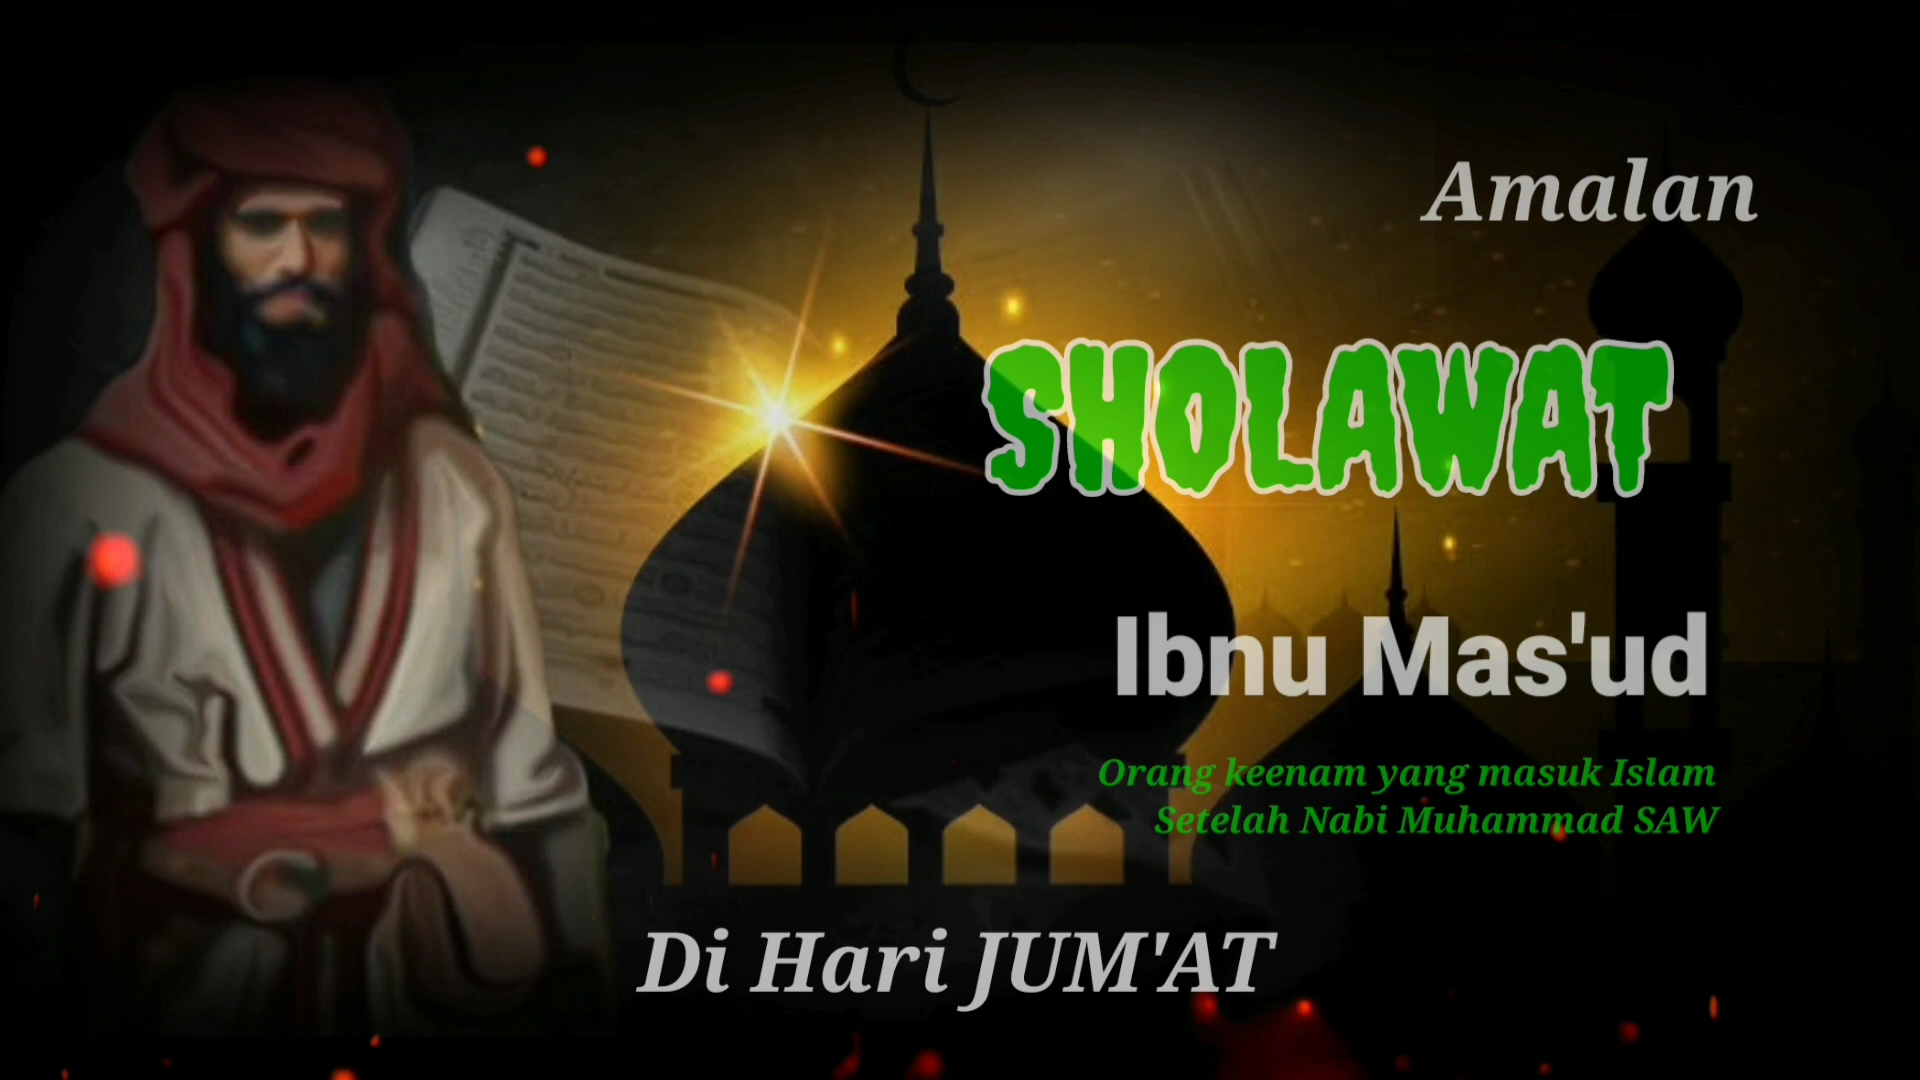 Amalan
SHOLAWAT
Ibnu Mas'ud
Orang keenam yang masuk Islam
Setelah Nabi Muhammad SAW
Di Hari JUM'AT